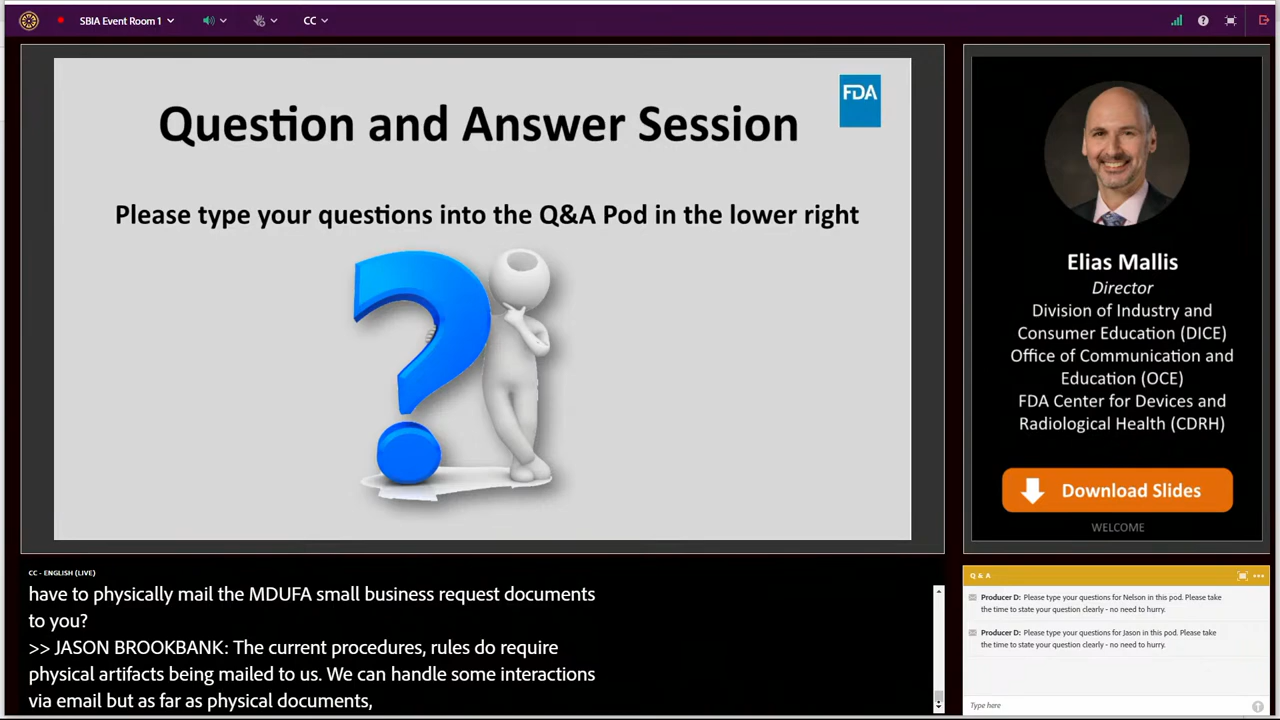 SBIA Event Room 1
CC
FDA
Question and Answer Session
Please type your questions into the Q&A Pod in the lower right
Elias Mallis
Director
Division of Industry and
Consumer Education (DICE)
Office of Communication and
Education (OCE)
FDA Center for Devices and
Radiological Health (CDRH)
Download Slides
WELCOME
CC - ENGLISH (LIVE)
have to physically mail the MDUFA small business request documents
to you?
>> JASON BROOKBANK: The current procedures, rules do require
physical artifacts being mailed to us. We can handle some interactions
via email but as far as physical documents,
Q & A
Producer D: Please type your questions for Nelson in this pod. Please take
the time to state your question clearly - no need to hurry.
Producer D: Please type your questions for Jason in this pod. Please take
the time to state your question clearly - no need to hurry.
Type here